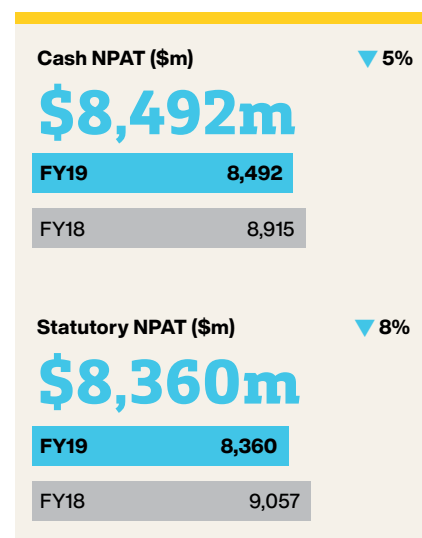 Cash NPAT ($m) ▼ 5%
$8,492m
FY19 8,492
FY18 8,915
Statutory NPAT ($m) ▼ 8%
$8,360m
FY19 8,360
FY18 9,057